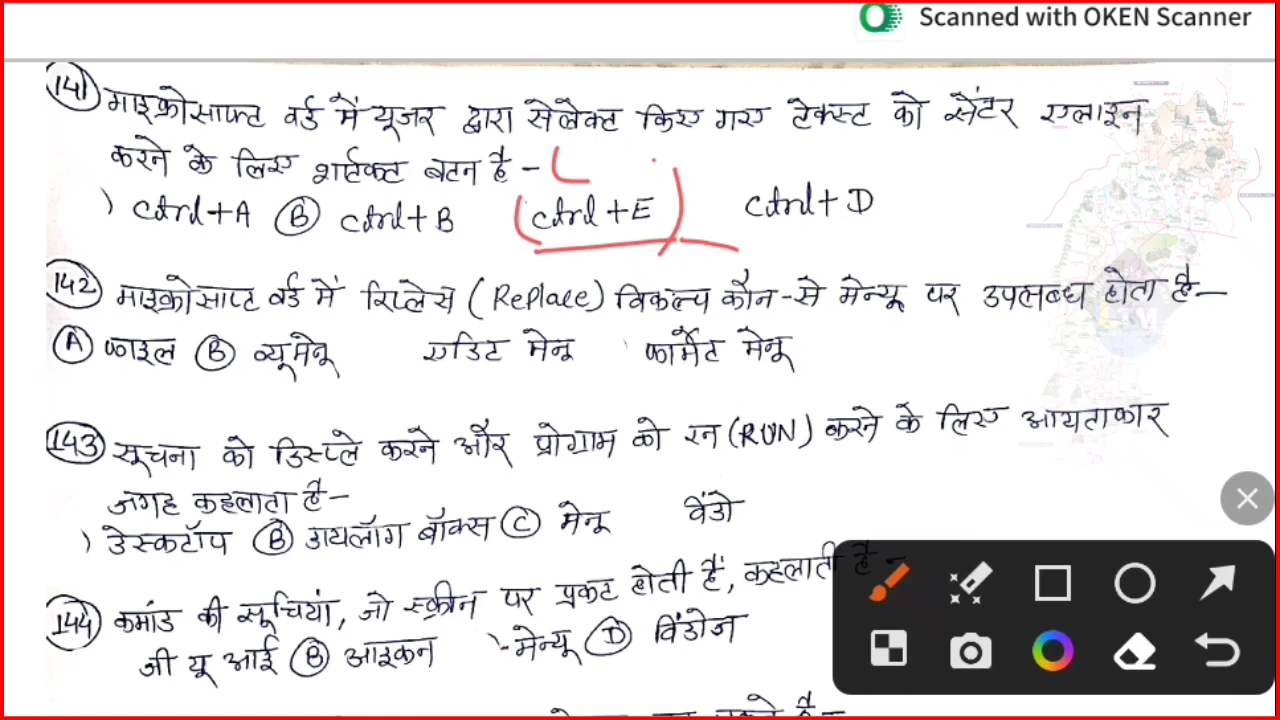 Scanned with OKEN Scanner
(141) माइक्रोसाफ्ट वर्ड में यूजर द्वारा सेलेक्ट किए गए टेक्स्ट को सेंटर एलाइन
करने के लिए शार्टकट बटन है -
) ctrl+A (B) ctrl+B ctrl+E ctrl+D
(142) माइक्रोसाफ्ट वर्ड में रिप्लेस (Replace) विकल्प कौन-से मेन्यू पर उपलब्ध होता है-
(A) फाइल (B) व्यू मेनू एडिट मेनू फार्मेट मेनू
(143) सूचना को डिस्प्ले करने और प्रोग्राम को रन (RUN) करने के लिए आयताकार
जगह कहलाता है-
) डेस्कटॉप (B) डायलॉग बॉक्स (C) मेनू विंडो
(144) कमांड की सूचियां, जो स्क्रीन पर प्रकट होती हैं, कहलाती है -
जी यू आई (B) आइकन मेन्यू (D) विंडोज